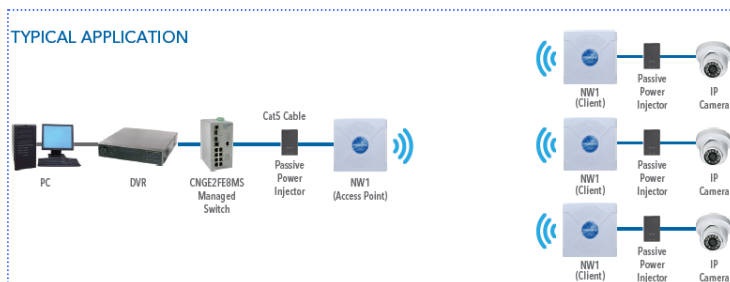 TYPICAL APPLICATION
PC
DVR
CNGE2FE8MS
Managed
Switch
Cat5 Cable
Passive
Power
Injector
NW1
(Access Point)
NW1
(Client)
Passive
Power
Injector
IP
Camera
NW1
(Client)
Passive
Power
Injector
IP
Camera
NW1
(Client)
Passive
Power
Injector
IP
Camera